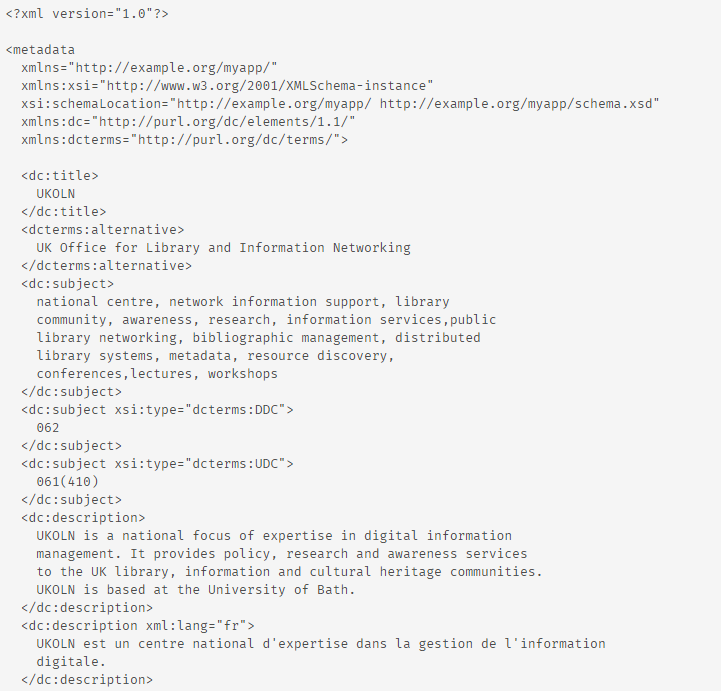 <?xml version="1.0"?>

<metadata
  xmlns="http://example.org/myapp/"
  xmlns:xsi="http://www.w3.org/2001/XMLSchema-instance"
  xsi:schemaLocation="http://example.org/myapp/ http://example.org/myapp/schema.xsd"
  xmlns:dc="http://purl.org/dc/elements/1.1/"
  xmlns:dcterms="http://purl.org/dc/terms/">

  <dc:title>
    UKOLN
  </dc:title>
  <dcterms:alternative>
    UK Office for Library and Information Networking
  </dcterms:alternative>
  <dc:subject>
    national centre, network information support, library
    community, awareness, research, information services,public
    library networking, bibliographic management, distributed
    library systems, metadata, resource discovery,
    conferences,lectures, workshops
  </dc:subject>
  <dc:subject xsi:type="dcterms:DDC">
    062
  </dc:subject>
  <dc:subject xsi:type="dcterms:UDC">
    061(410)
  </dc:subject>
  <dc:description>
    UKOLN is a national focus of expertise in digital information
    management. It provides policy, research and awareness services
    to the UK library, information and cultural heritage communities.
    UKOLN is based at the University of Bath.
  </dc:description>
  <dc:description xml:lang="fr">
    UKOLN est un centre national d'expertise dans la gestion de l'information
    digitale.
  </dc:description>